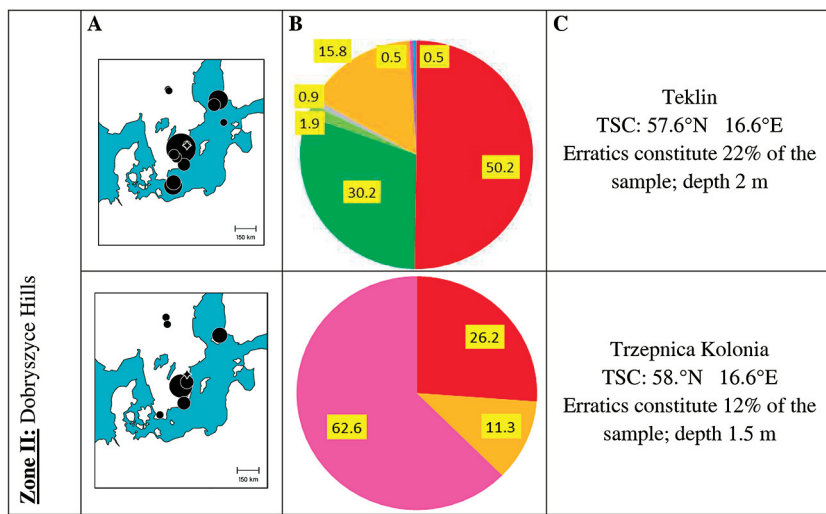 A
B
C
Zone II: Dobryszyce Hills
150 km
15.8
0.5
0.5
0.9
1.9
30.2
50.2
Teklin
TSC: 57.6°N 16.6°E
Erratics constitute 22% of the
sample; depth 2 m
150 km
26.2
11.3
62.6
Trzepnica Kolonia
TSC: 58.°N 16.6°E
Erratics constitute 12% of the
sample; depth 1.5 m